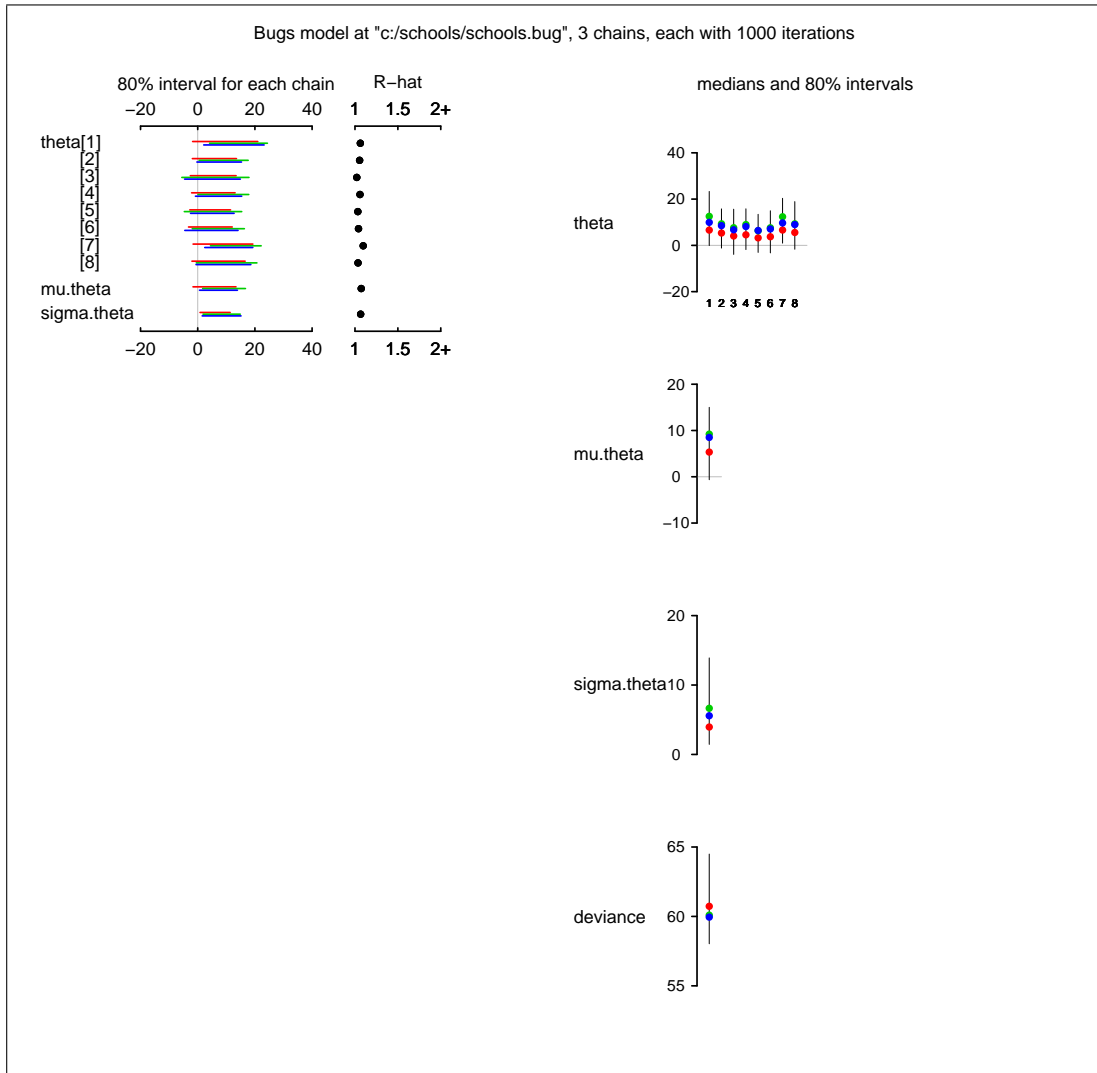 Bugs model at "c:/schools/schools.bug", 3 chains, each with 1000 iterations
80% interval for each chain
R−hat
−20 0 20 40
1 1.5 2+
theta[1]
[2]
[3]
[4]
[5]
[6]
[7]
[8]
mu.theta
sigma.theta
−20 0 20 40
1 1.5 2+
medians and 80% intervals
theta
40
20
0
−20
1 2 3 4 5 6 7 8
mu.theta
20
10
0
−10
sigma.theta
20
10
0
deviance
65
60
55